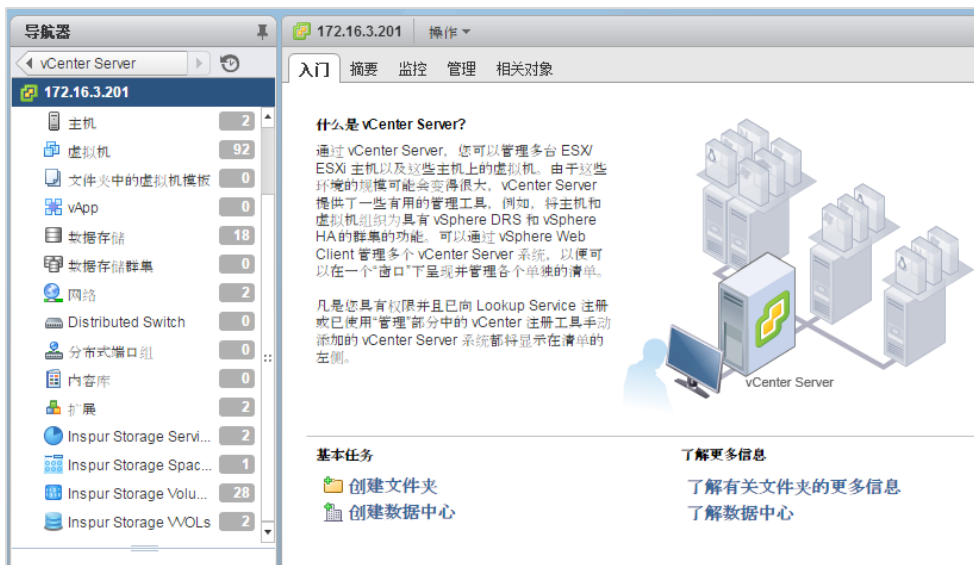 导航器
vCenter Server
172.16.3.201
主机 2
虚拟机 92
文件夹中的虚拟机模板 0
vApp 0
数据存储 18
数据存储群集 0
网络 2
Distributed Switch 0
分布式端口组 0
内容库 0
扩展 2
Inspur Storage Servi... 2
Inspur Storage Spac... 1
Inspur Storage Volu... 28
Inspur Storage VVOLs 2
172.16.3.201 操作
入门 摘要 监控 管理 相关对象
什么是 vCenter Server?
通过 vCenter Server，您可以管理多台 ESX/
ESXi 主机以及这些主机上的虚拟机。由于这些
环境的规模可能会变得很大，vCenter Server
提供了一些有用的管理工具，例如，将主机和
虚拟机组织为具有 vSphere DRS 和 vSphere
HA 的群集的功能。可以通过 vSphere Web
Client 管理多个 vCenter Server 系统，以便可
以在一个“窗口”下呈现并管理各个单独的清单。
凡是您具有权限并且已向 Lookup Service 注册
或已使用“管理”部分中的 vCenter 注册工具手动
添加的 vCenter Server 系统都将显示在清单的
左侧。
vCenter Server
基本任务
创建文件夹
创建数据中心
了解更多信息
了解有关文件夹的更多信息
了解数据中心